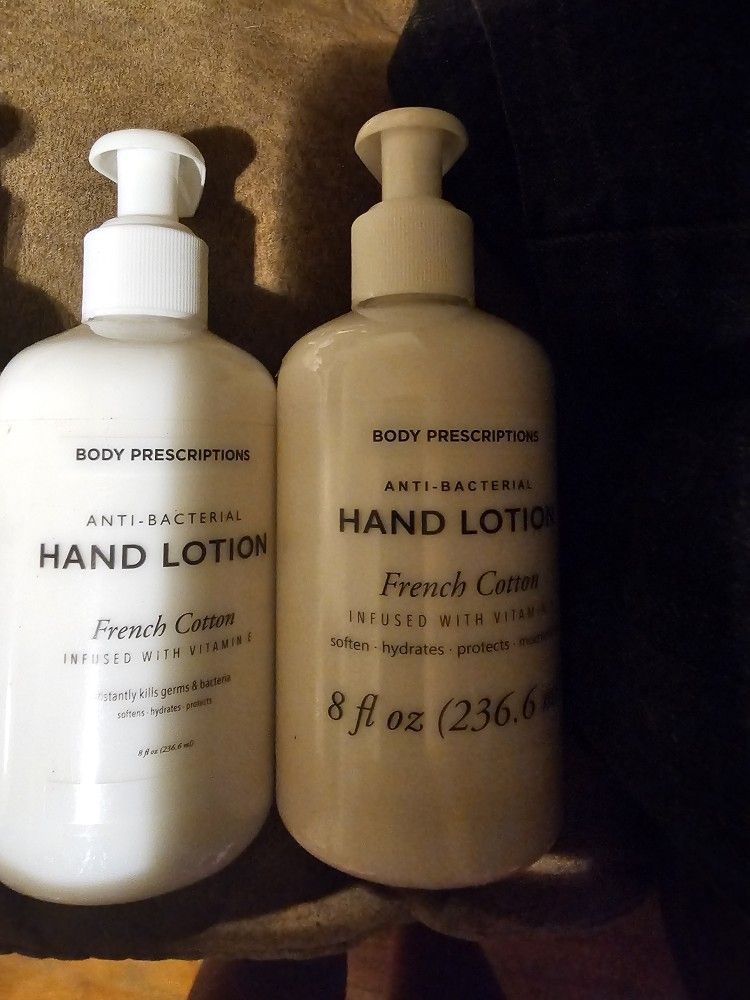 BODY PRESCRIPTIONS
ANTI-BACTERIAL
HAND LOTION
French Cotton
INFUSED WITH VITAMIN E
instantly kills germs & bacteria
softens · hydrates · protects
8 fl oz (236.6 ml)
BODY PRESCRIPTIONS
ANTI-BACTERIAL
HAND LOTION
French Cotton
INFUSED WITH
soften · hydrates · protects ·
8 fl oz (236.6